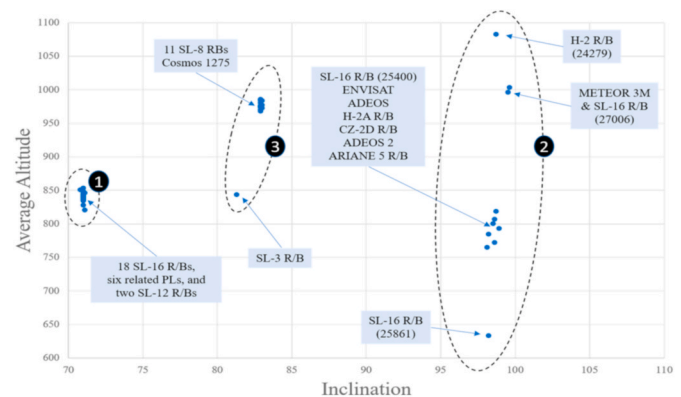 1100
1050
1000
950
900
850
800
750
700
650
600
Average Altitude
11 SL-8 RBs
Cosmos 1275
SL-16 R/B (25400)
ENVISAT
ADEOS
H-2A R/B
CZ-2D R/B
ADEOS 2
ARIANE 5 R/B
H-2 R/B
(24279)
METEOR 3M
& SL-16 R/B
(27006)
1
3
2
18 SL-16 R/Bs,
six related PLs, and
two SL-12 R/Bs
SL-3 R/B
SL-16 R/B
(25861)
70 75 80 85 90 95 100 105 110
Inclination